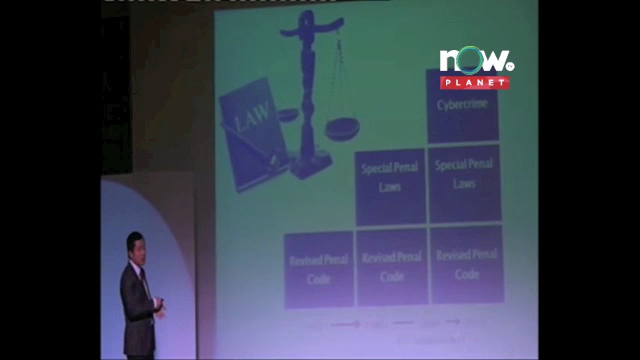 now.
PLANET
LAW
Cybercrime
Special Penal
Laws
Special Penal
Laws
Revised Penal
Code
Revised Penal
Code
Revised Penal
Code